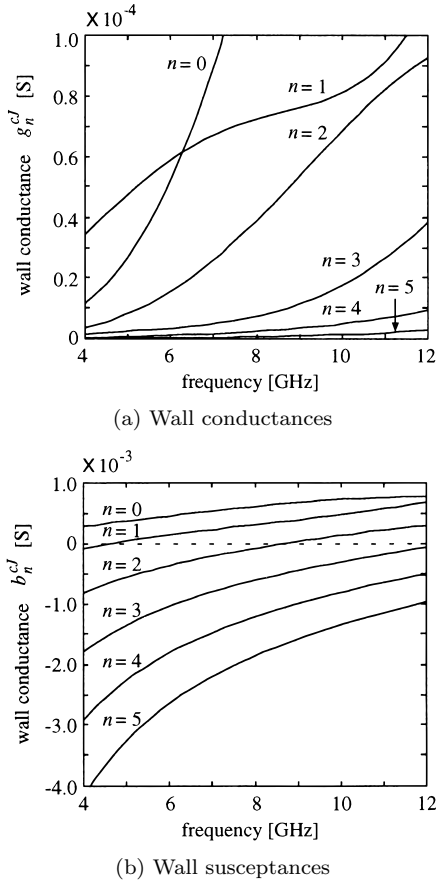 X10⁻⁴
1.0
0.8
0.6
0.4
0.2
0
wall conductance g_n^{cJ} [S]
n = 0
n = 1
n = 2
n = 3
n = 5
n = 4
4 6 8 10 12
frequency [GHz]
(a) Wall conductances
X10⁻³
1.0
0
-1.0
-2.0
-3.0
-4.0
wall conductance b_n^{cJ} [S]
n = 0
n = 1
n = 2
n = 3
n = 4
n = 5
4 6 8 10 12
frequency [GHz]
(b) Wall susceptances